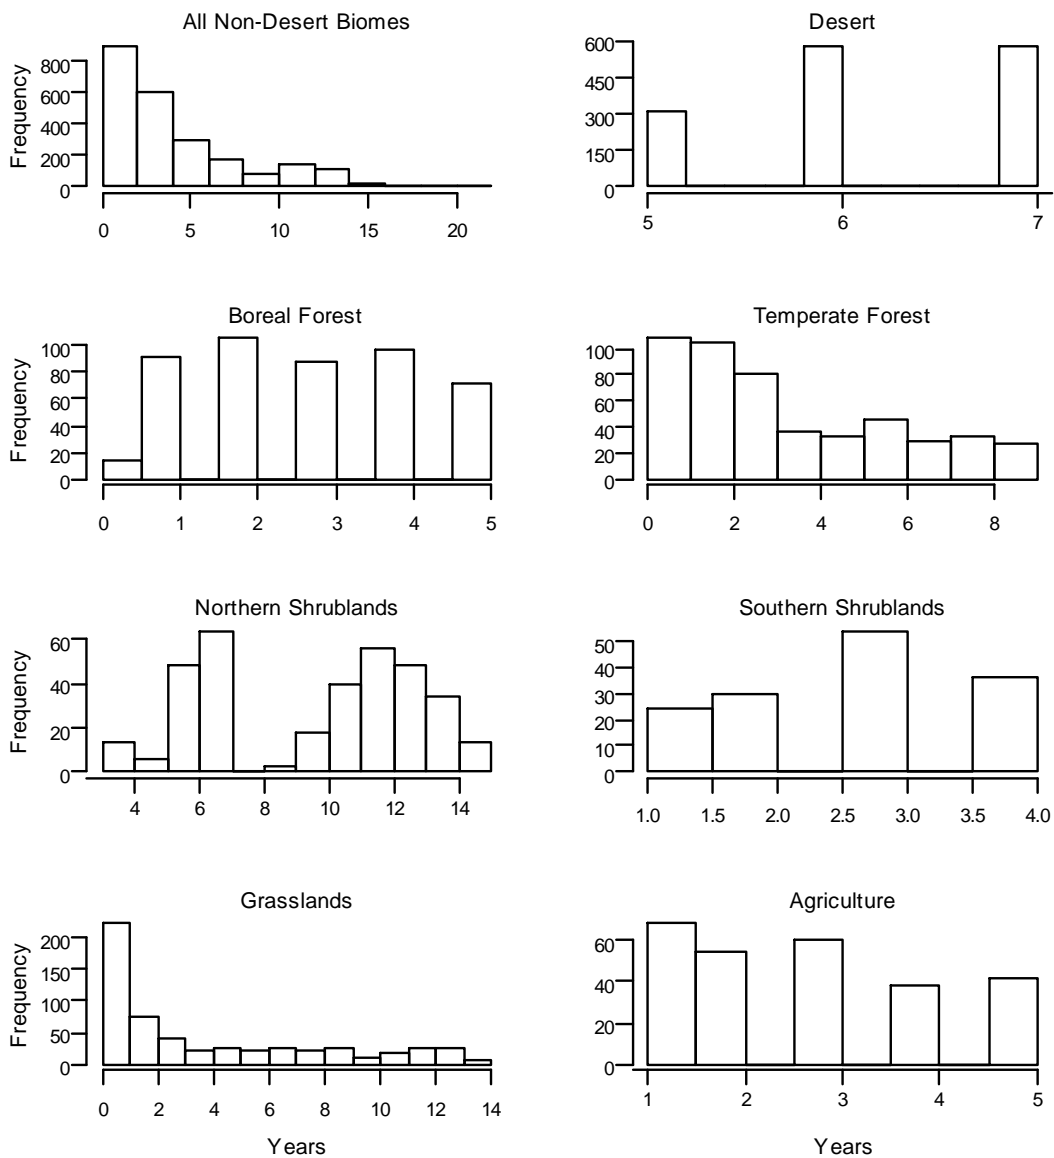 All Non-Desert Biomes
Frequency
800
600
400
200
0
0 5 10 15 20
Desert
600
450
300
150
0
5 6 7
Boreal Forest
Frequency
100
80
60
40
20
0
0 1 2 3 4 5
Temperate Forest
100
80
60
40
20
0
0 2 4 6 8
Northern Shrublands
Frequency
60
40
20
0
4 6 8 10 12 14
Southern Shrublands
50
40
30
20
10
0
1.0 1.5 2.0 2.5 3.0 3.5 4.0
Grasslands
Frequency
200
150
100
50
0
0 2 4 6 8 10 12 14
Years
Agriculture
60
40
20
0
1 2 3 4 5
Years